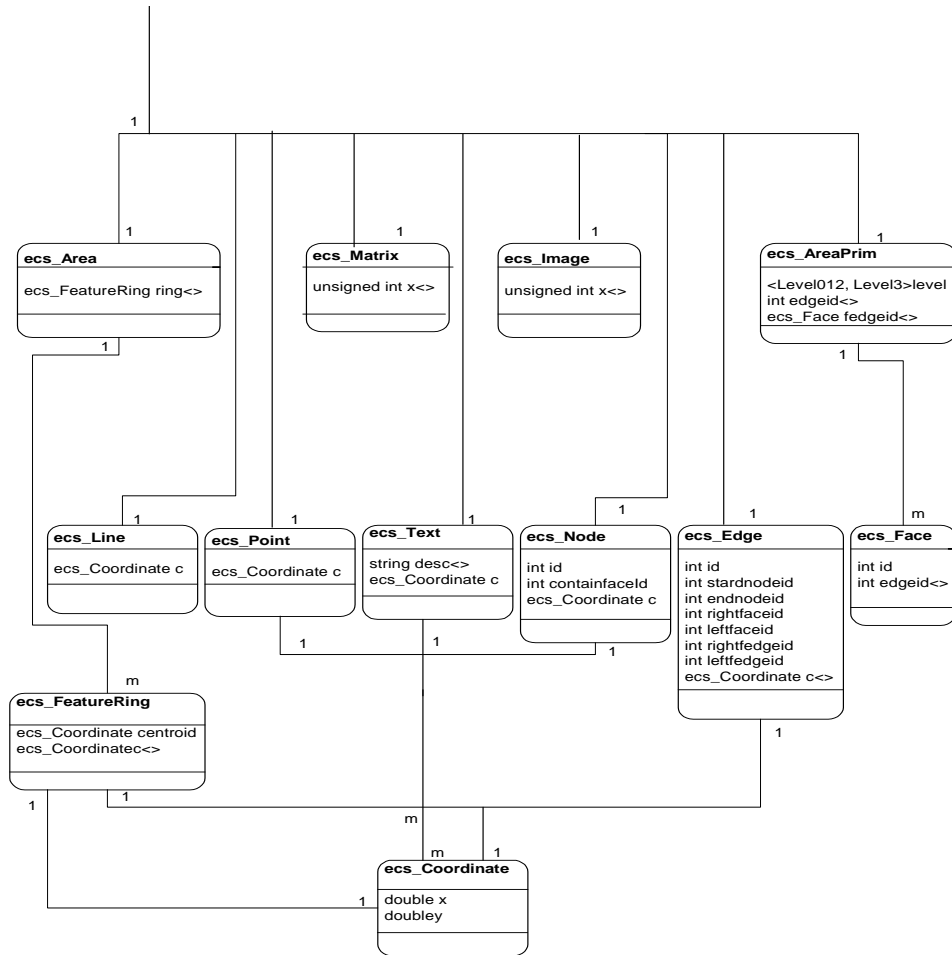 1
1
1
1
1
ecs_Area
ecs_FeatureRing ring<>
ecs_Matrix
unsigned int x<>
ecs_Image
unsigned int x<>
ecs_AreaPrim
<Level012, Level3>level
int edgeid<>
ecs_Face fedgeid<>
1
1
1
1
1
1
1
m
ecs_Line
ecs_Coordinate c
ecs_Point
ecs_Coordinate c
ecs_Text
string desc<>
ecs_Coordinate c
ecs_Node
int id
int containfaceId
ecs_Coordinate c
ecs_Edge
int id
int stardnodeid
int endnodeid
int rightfaceid
int leftfaceid
int rightfedgeid
int leftfedgeid
ecs_Coordinate c<>
ecs_Face
int id
int edgeid<>
1
1
1
m
ecs_FeatureRing
ecs_Coordinate centroid
ecs_Coordinatec<>
1
1
1
m
m
1
ecs_Coordinate
double x
doubley
1